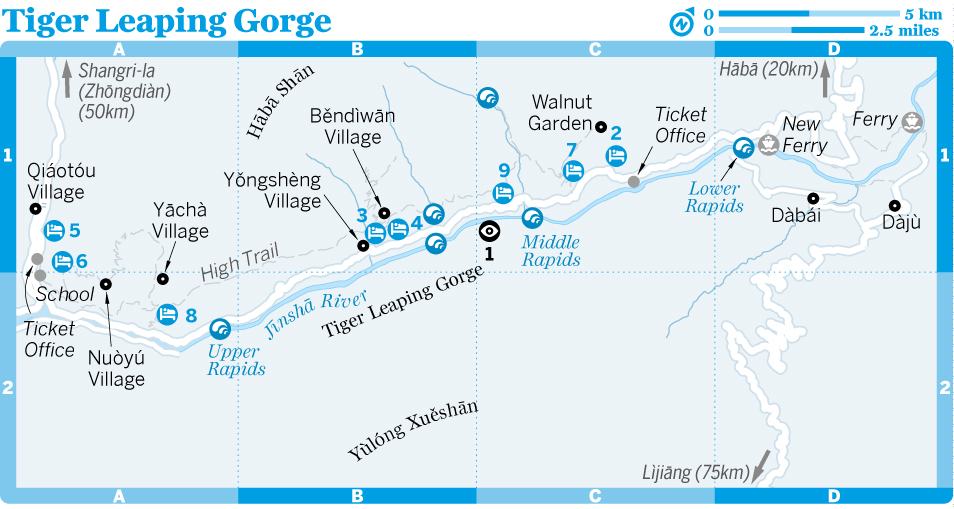 Tiger Leaping Gorge
N
0
5 km
0
2.5 miles
A
B
C
D
1
2
1
2
Shangri-la
(Zhōngdiàn)
(50km)
Hābā Shān
Hābā (20km)
Běndìwān
Village
Walnut
Garden
Ticket
Office
New
Ferry
Ferry
Qiáotóu
Village
Yǒngshèng
Village
Yāchà
Village
Lower
Rapids
Dàbái
Dàjù
2
7
9
3
4
5
6
1
Middle
Rapids
High Trail
School
Jīnshā River
Tiger Leaping Gorge
8
Ticket
Office
Nuòyú
Village
Upper
Rapids
Yùlóng Xuěshān
Lìjiāng (75km)
A
B
C
D